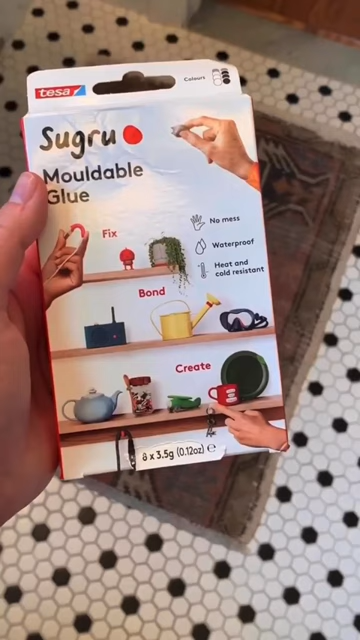 tesa
Colours
Sugru
Mouldable
Glue
Fix
No mess
Waterproof
Heat and
cold resistant
Bond
Create
8 x 3.5g (0.12oz) ℮